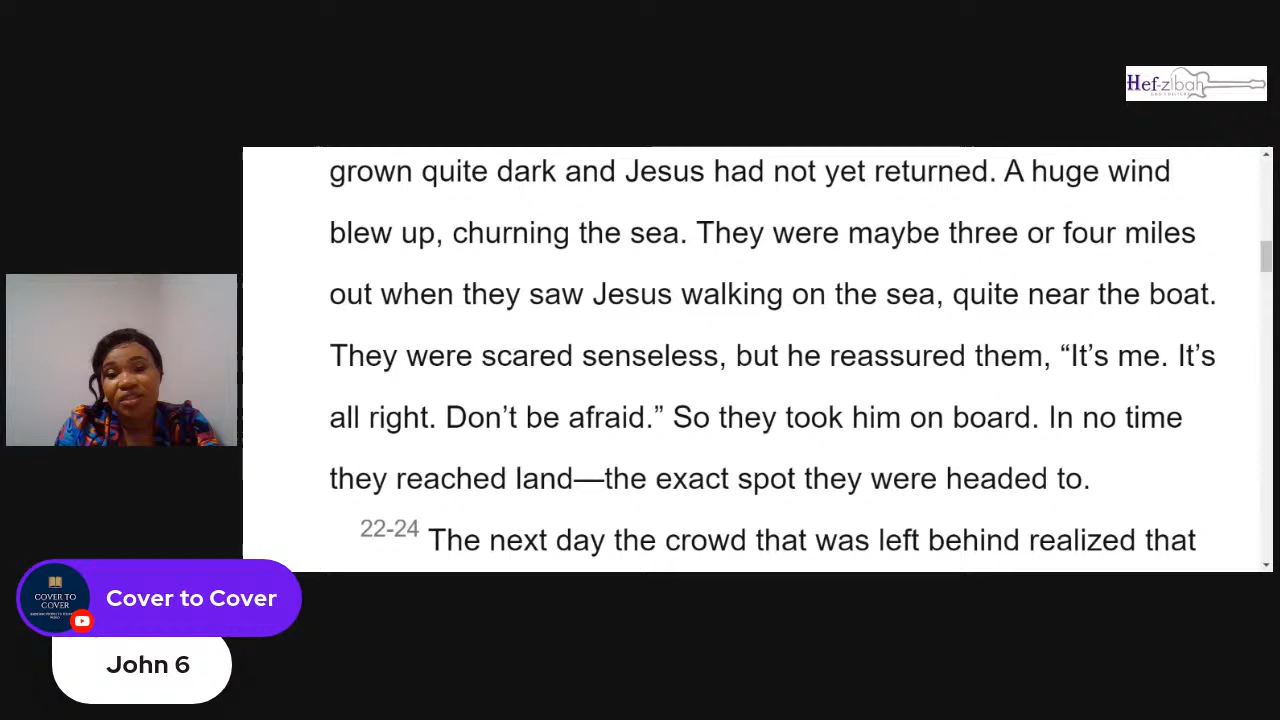 Hef-zibah
grown quite dark and Jesus had not yet returned. A huge wind
blew up, churning the sea. They were maybe three or four miles
out when they saw Jesus walking on the sea, quite near the boat.
They were scared senseless, but he reassured them, “It’s me. It’s
all right. Don’t be afraid.” So they took him on board. In no time
they reached land—the exact spot they were headed to.
22-24 The next day the crowd that was left behind realized that
COVER TO
COVER
Cover to Cover
John 6